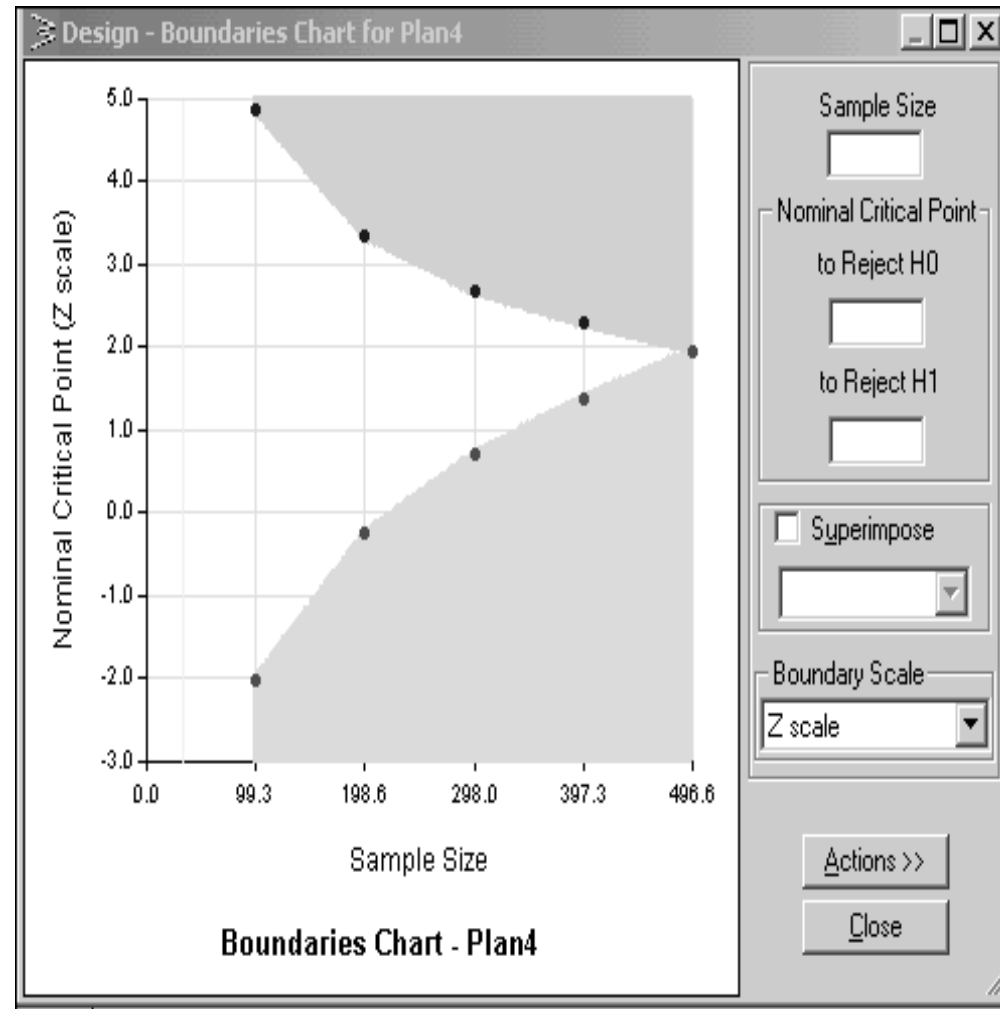 Design - Boundaries Chart for Plan4
5.0
4.0
3.0
2.0
1.0
0.0
-1.0
-2.0
-3.0
Nominal Critical Point (Z scale)
0.0 99.3 198.6 298.0 397.3 496.6
Sample Size
Boundaries Chart - Plan4
Sample Size
Nominal Critical Point
to Reject H0
to Reject H1
Superimpose
Boundary Scale
Z scale
Actions >>
Close